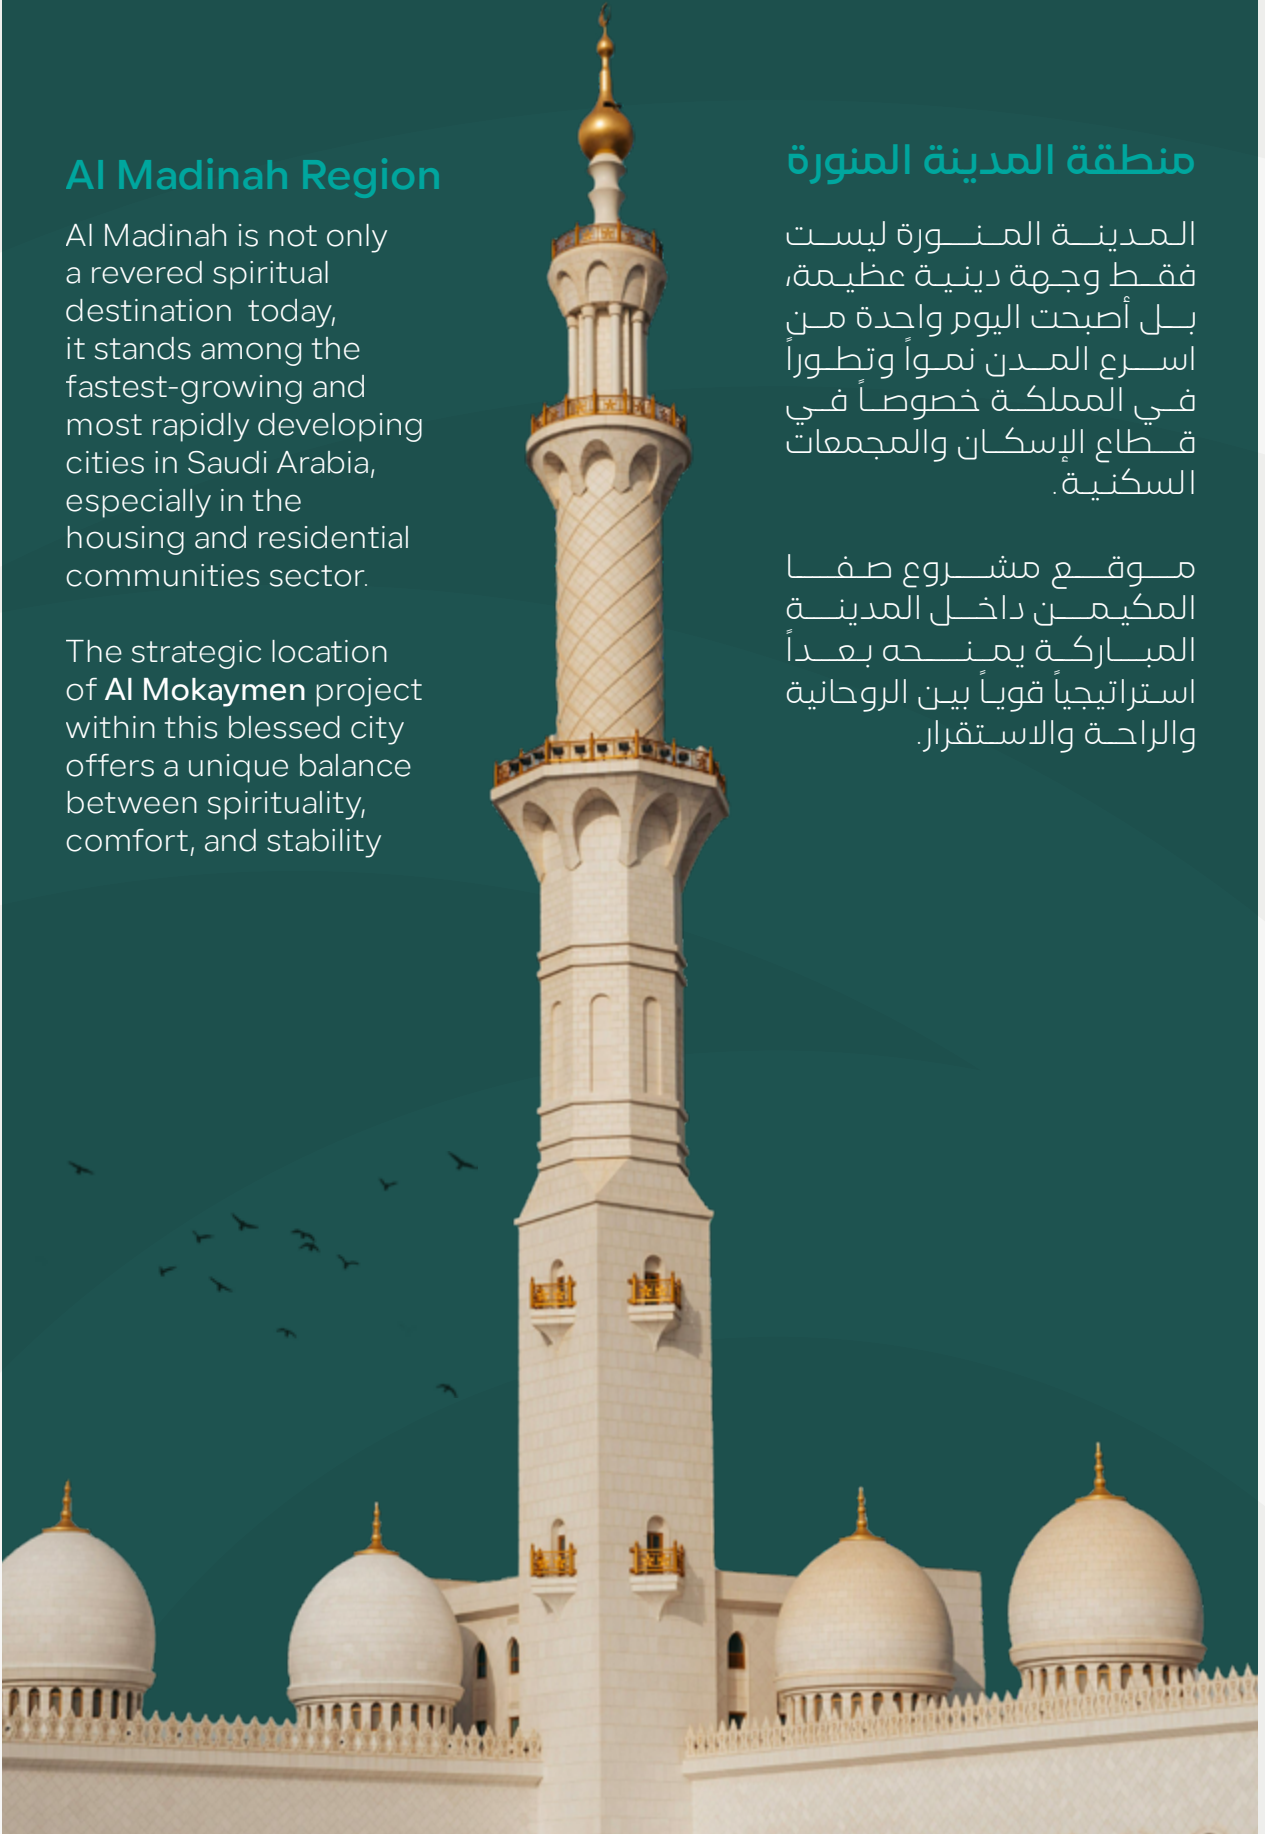 Al Madinah Region
Al Madinah is not only
a revered spiritual
destination  today,
it stands among the
fastest-growing and
most rapidly developing
cities in Saudi Arabia,
especially in the
housing and residential
communities sector.
The strategic location
of Al Mokaymen project
within this blessed city
offers a unique balance
between spirituality,
comfort, and stability
منطقة المدينة المنورة
المدينة المنورة ليست
فقط وجهة دينية عظيمة،
بل أصبحت اليوم واحدة من
اسرع المدن نمواً وتطوراً
في المملكة خصوصاً في
قطاع الإسكان والمجمعات
السكنية.
موقع مشروع صفا
المكيمن داخل المدينة
المباركة يمنحه بعداً
استراتيجياً قوياً بين الروحانية
والراحة والاستقرار.